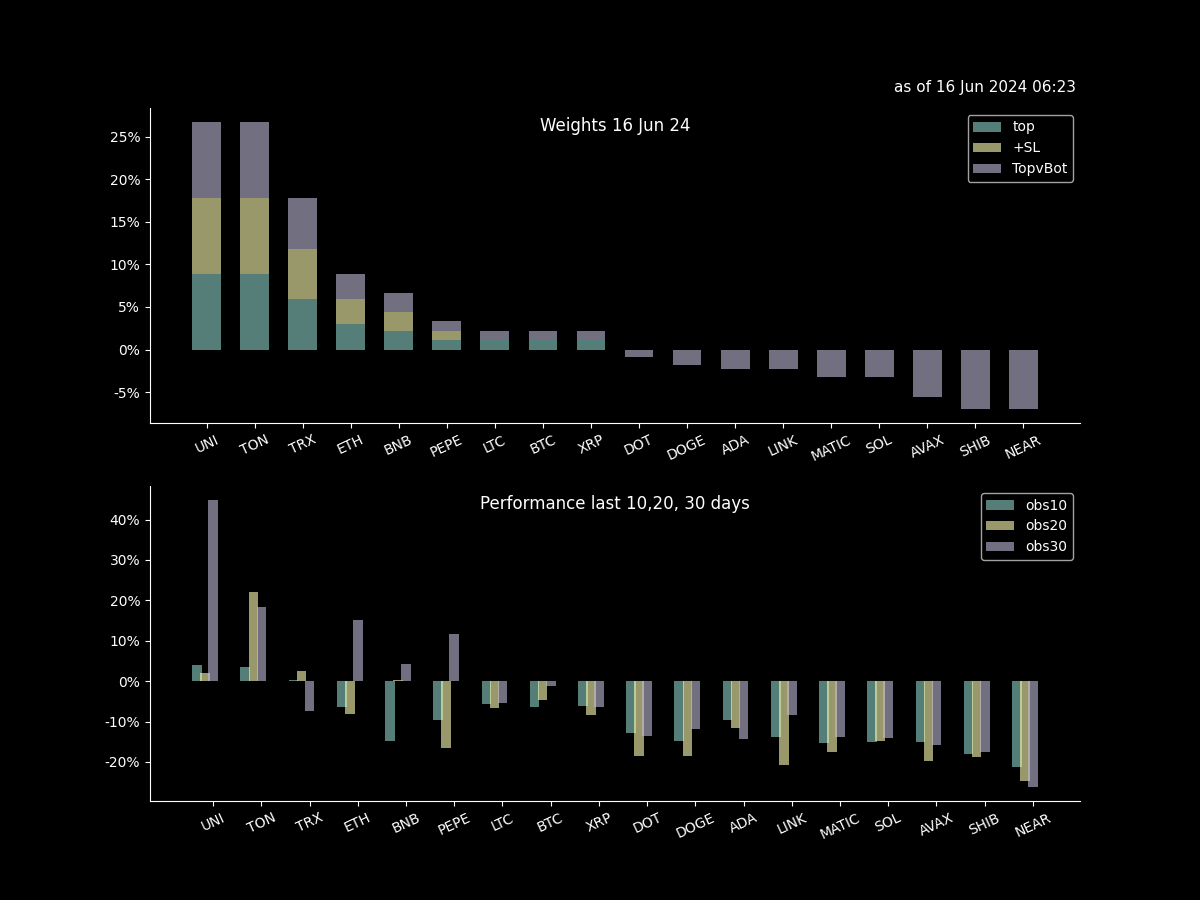 as of 16 Jun 2024 06:23
Weights 16 Jun 24
top
+SL
TopvBot
25%
20%
15%
10%
5%
0%
-5%
UNI TON TRX ETH BNB PEPE LTC BTC XRP DOT DOGE ADA LINK MATIC SOL AVAX SHIB NEAR
Performance last 10,20, 30 days
obs10
obs20
obs30
40%
30%
20%
10%
0%
-10%
-20%
UNI TON TRX ETH BNB PEPE LTC BTC XRP DOT DOGE ADA LINK MATIC SOL AVAX SHIB NEAR